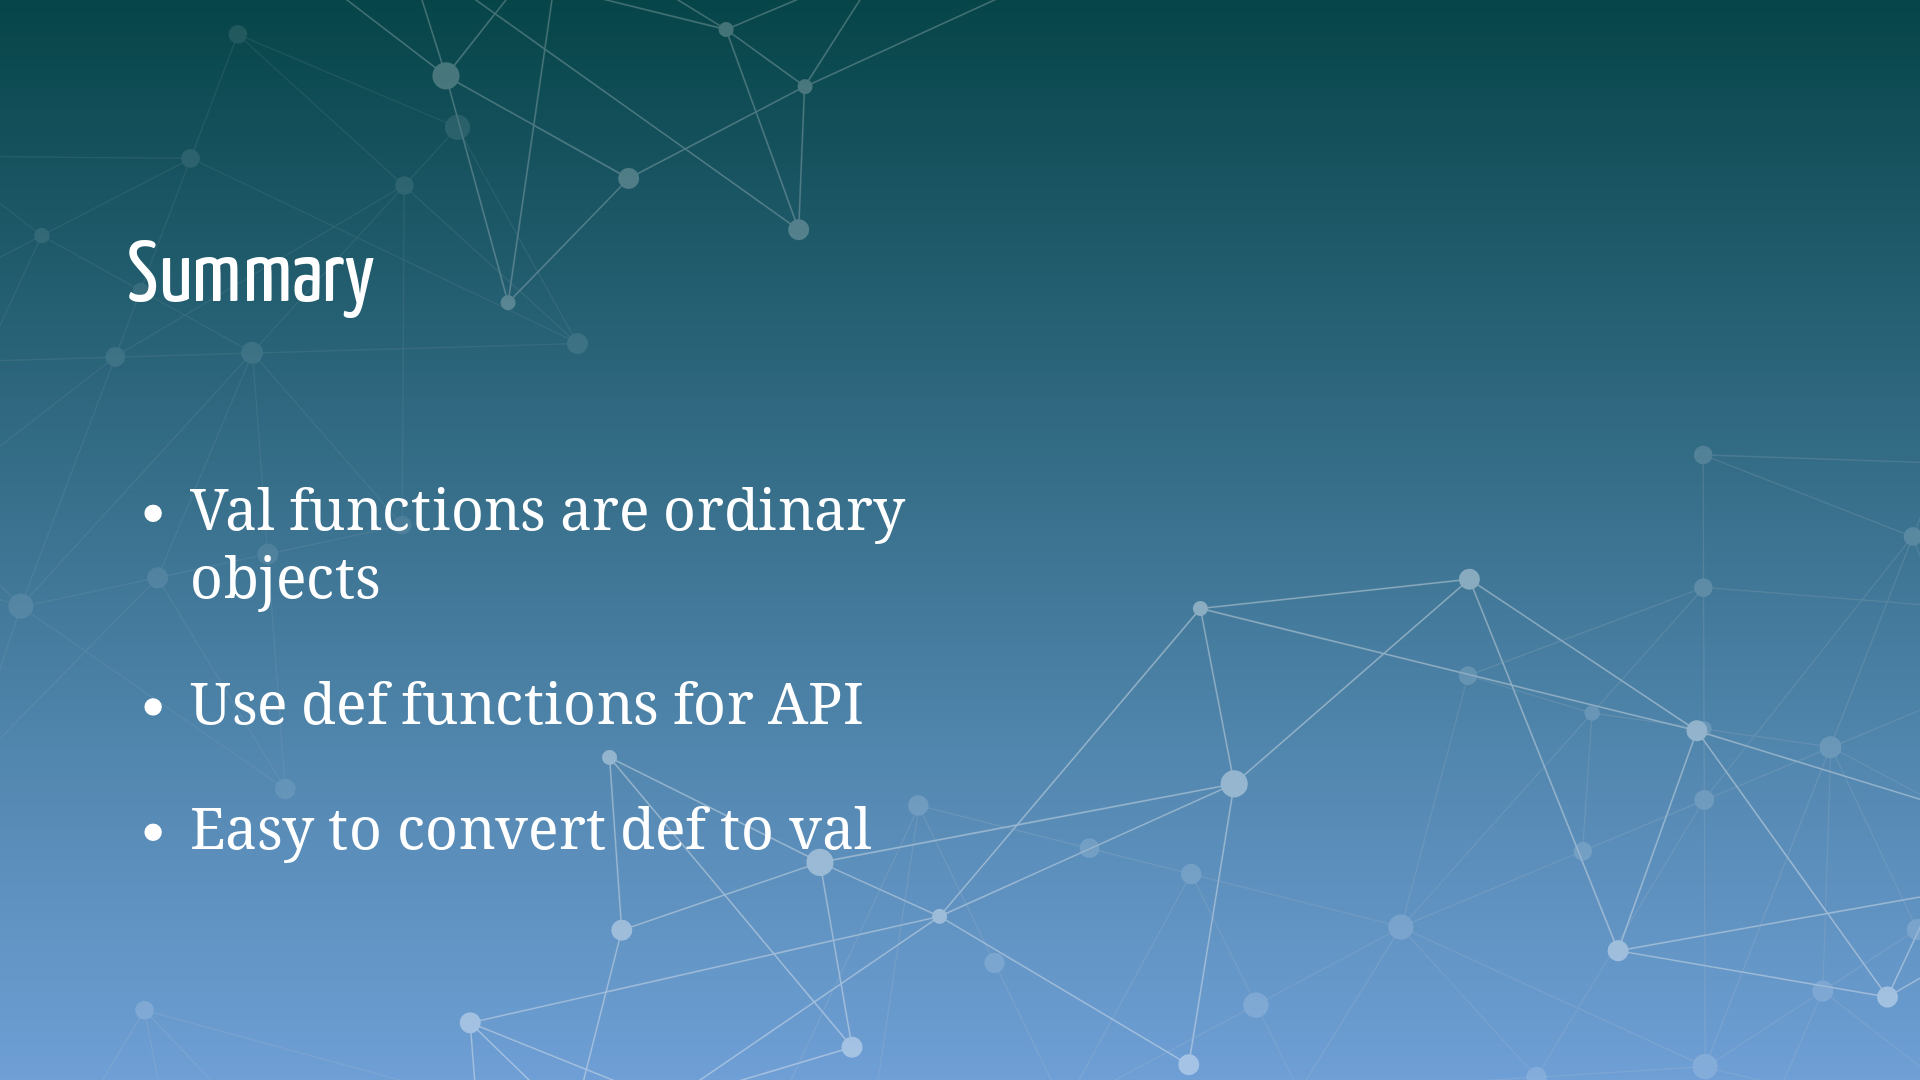 Summary
• Val functions are ordinary
objects
• Use def functions for API
• Easy to convert def to val